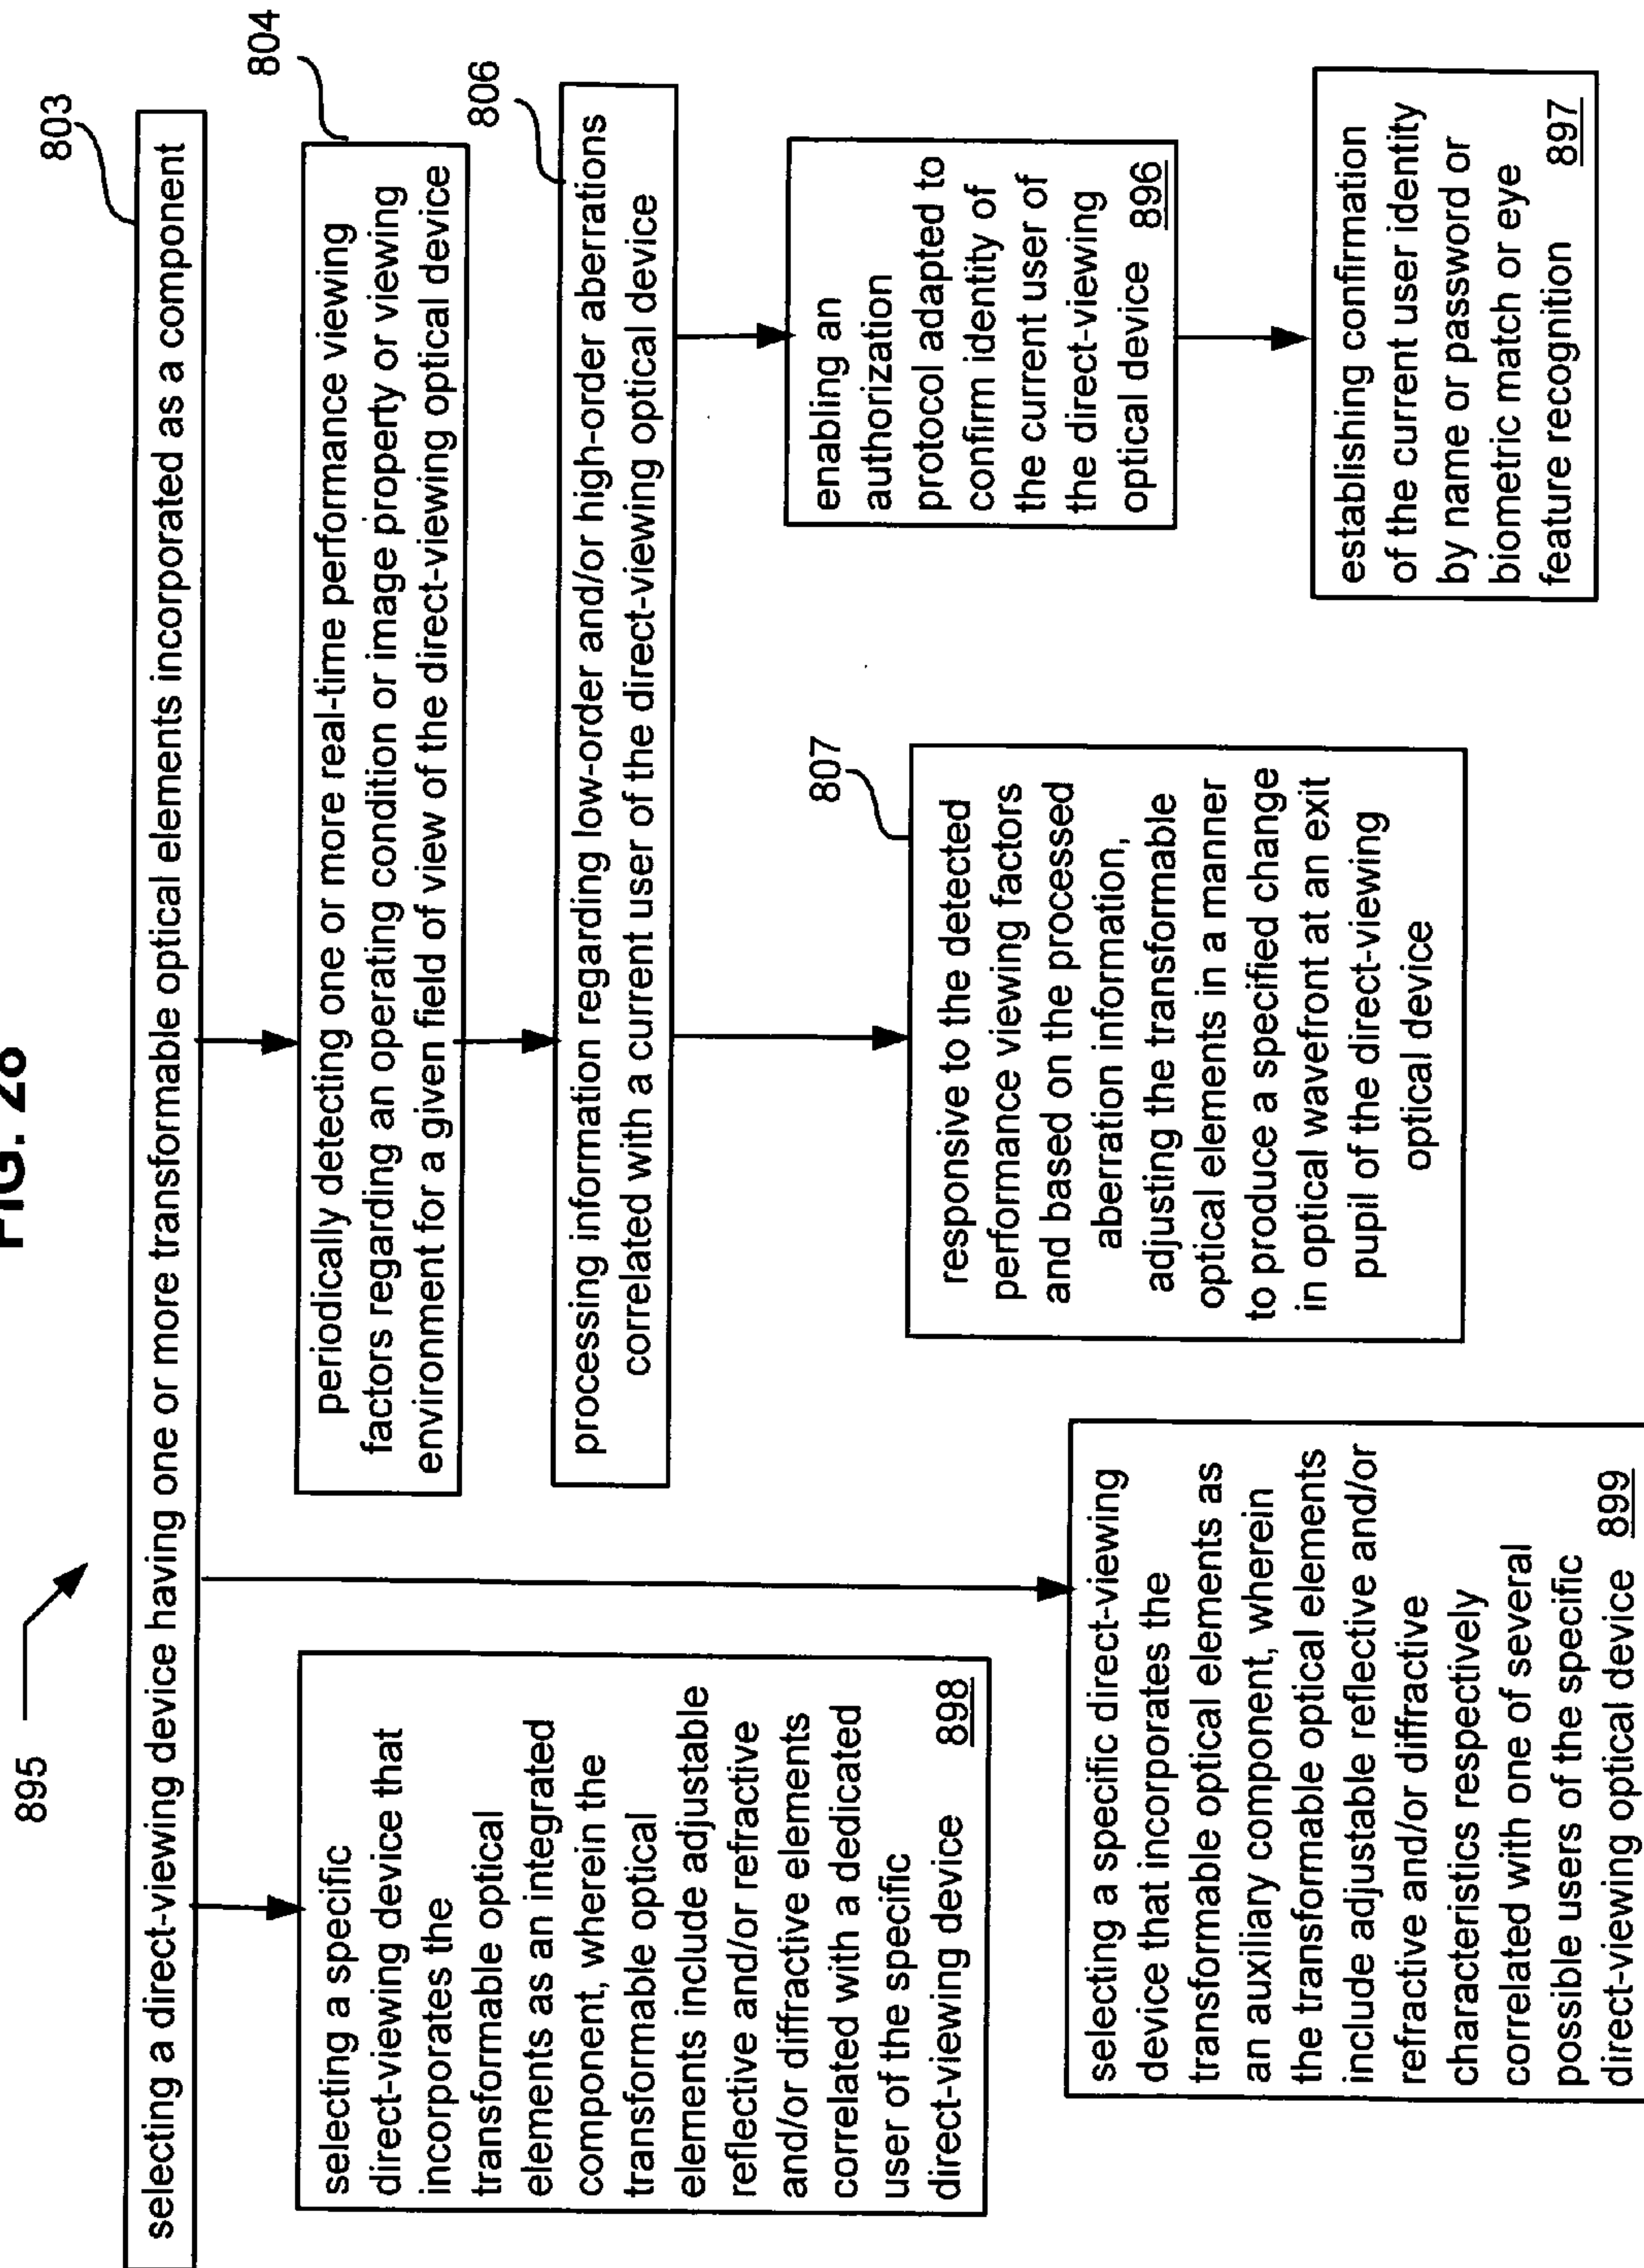 FIG. 28
895
803
selecting a direct-viewing device having one or more transformable optical elements incorporated as a component
804
periodically detecting one or more real-time performance viewing
factors regarding an operating condition or image property or viewing
environment for a given field of view of the direct-viewing optical device
806
processing information regarding low-order and/or high-order aberrations
correlated with a current user of the direct-viewing optical device
selecting a specific
direct-viewing device that
incorporates the
transformable optical
elements as an integrated
component, wherein the
transformable optical
elements include adjustable
reflective and/or refractive
and/or diffractive elements
correlated with a dedicated
user of the specific
direct-viewing device 898
selecting a specific direct-viewing
device that incorporates the
transformable optical elements as
an auxiliary component, wherein
the transformable optical elements
include adjustable reflective and/or
refractive and/or diffractive
characteristics respectively
correlated with one of several
possible users of the specific
direct-viewing optical device 899
807
responsive to the detected
performance viewing factors
and based on the processed
aberration information,
adjusting the transformable
optical elements in a manner
to produce a specified change
in optical wavefront at an exit
pupil of the direct-viewing
optical device
enabling an
authorization
protocol adapted to
confirm identity of
the current user of
the direct-viewing
optical device 896
establishing confirmation
of the current user identity
by name or password or
biometric match or eye
feature recognition 897